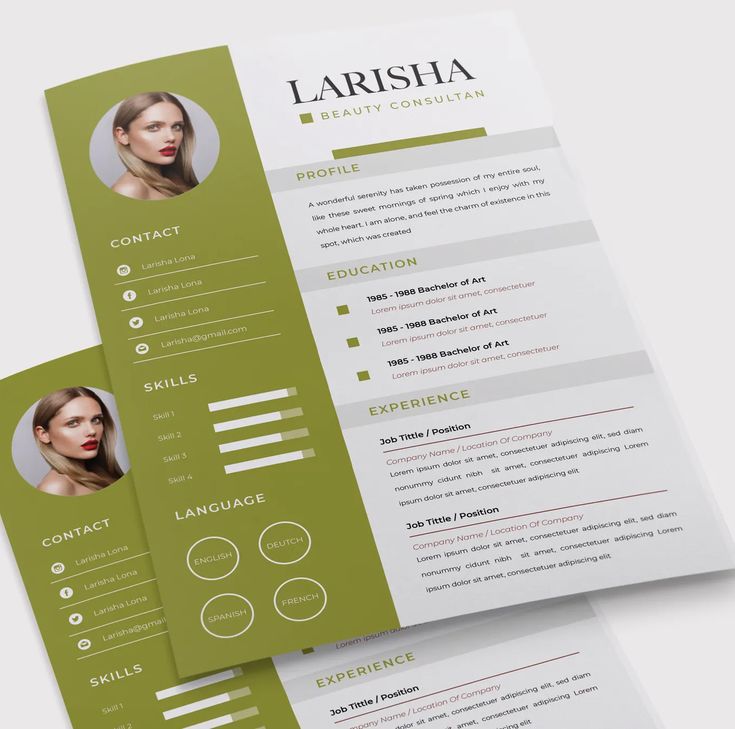 LARISHA
BEAUTY CONSULTAN
CONTACT
Larisha Lona
Larisha Lona
Larisha Lona
Larisha@gmail.com
SKILLS
Skill 1
Skill 2
Skill 3
Skill 4
LANGUAGE
ENGLISH
DEUTCH
SPANISH
FRENCH
PROFILE
A wonderful serenity has taken possession of my entire soul,
like these sweet mornings of spring which I enjoy with my
whole heart. I am alone, and feel the charm of existence in this
spot, which was created
EDUCATION
1985 - 1988 Bachelor of Art
Lorem ipsum dolor sit amet, consectetuer
1985 - 1988 Bachelor of Art
Lorem ipsum dolor sit amet, consectetuer
1985 - 1988 Bachelor of Art
Lorem ipsum dolor sit amet, consectetuer
EXPERIENCE
Job Tittle / Position
Company Name / Location Of Company
Lorem ipsum dolor sit amet, consectetuer adipiscing elit, sed diam
nonummy cidunt nibh sit amet, consectetuer adipiscing elit
ipsum dolor sit amet, consectetuer adipiscing elit
Job Tittle / Position
Company Name / Location Of Company
Lorem ipsum dolor sit amet, consectetuer adipiscing elit, sed diam
nonummy cidunt nibh sit amet, consectetuer adipiscing elit
ipsum dolor sit amet, consectetuer adipiscing elit
CONTACT
Larisha Lona
Larisha Lona
Larisha Lona
Larisha@gmail
SKILLS
Skill 1
Skill 2
Lorem ipsum dolor sit amet, consectetuer
EXPERIENCE
Job Tittle / Position
Company Name / Location Of Company
Lorem ipsum dolor sit amet, consectetuer adipiscing elit, sed diam
sit amet, consectetuer adipiscing elit